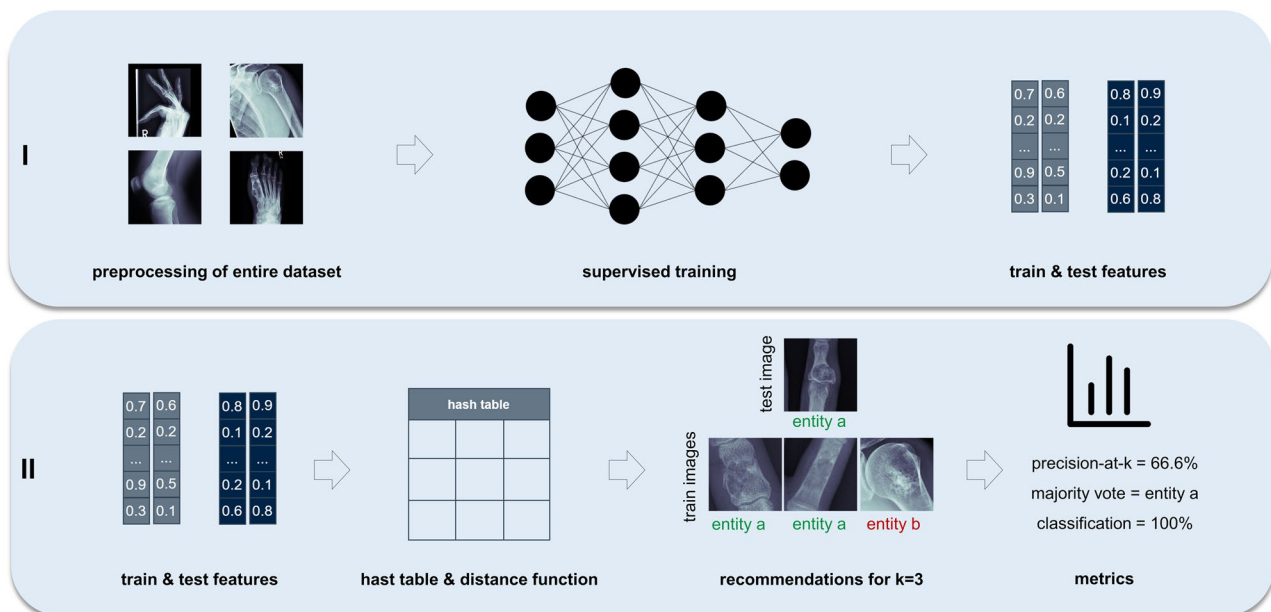 I
R
R
0.7 0.6 0.8 0.9
0.2 0.2 0.1 0.2
... ... ... ...
0.9 0.5 0.2 0.1
0.3 0.1 0.6 0.8
preprocessing of entire dataset
supervised training
train & test features
II
0.7 0.6 0.8 0.9
0.2 0.2 0.1 0.2
... ... ... ...
0.9 0.5 0.2 0.1
0.3 0.1 0.6 0.8
hash table
test image
entity a
train images
entity a entity a entity b
precision-at-k = 66.6%
majority vote = entity a
classification = 100%
train & test features
hast table & distance function
recommendations for k=3
metrics